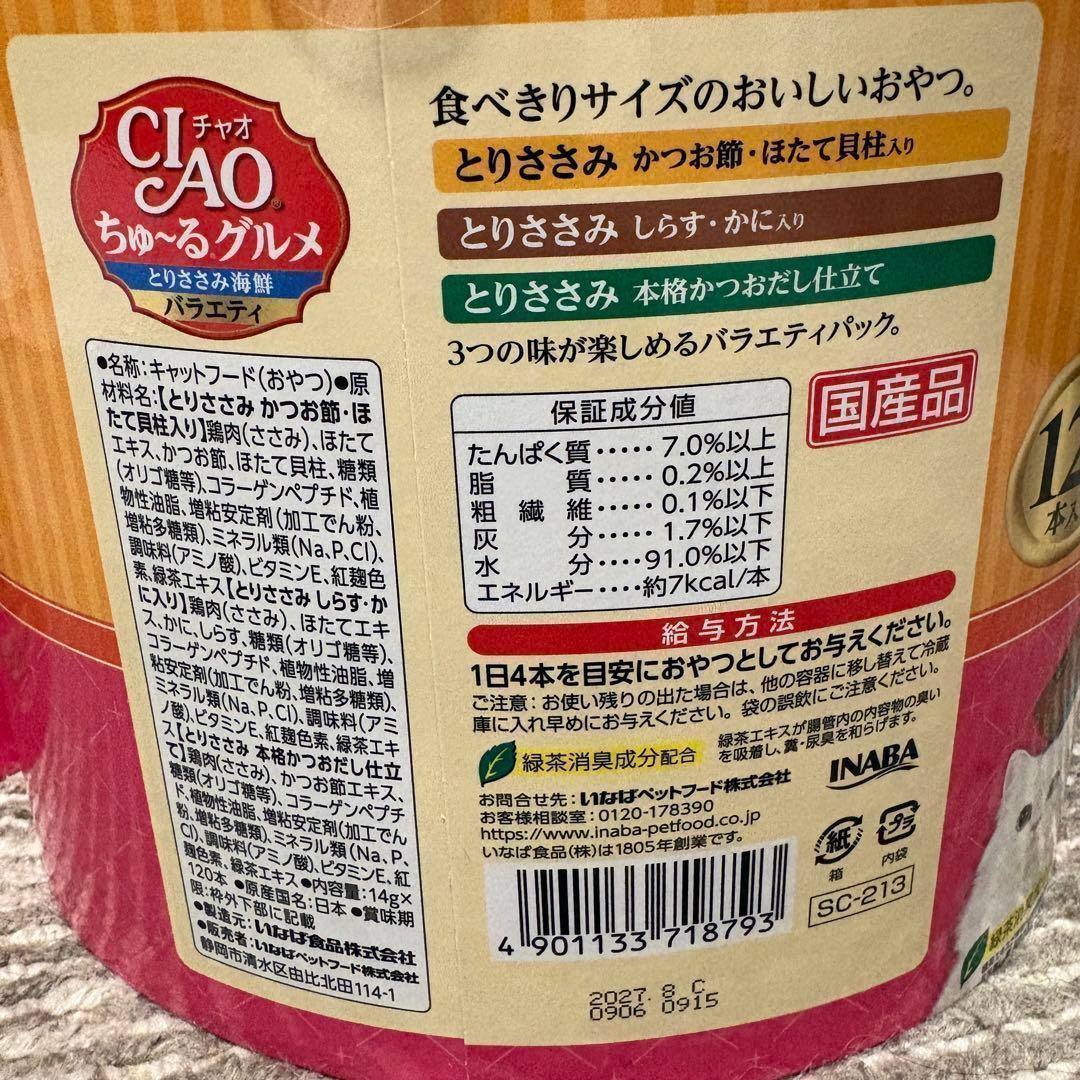 CIAO チャオ
ちゅ～るグルメ
とりささみ海鮮
バラエティ
食べきりサイズのおいしいおやつ。
とりささみ かつお節・ほたて貝柱入り
とりささみ しらす・かに入り
とりささみ 本格かつおだし仕立て
3つの味が楽しめるバラエティパック。
国産品
●名称:キャットフード(おやつ)●原
材料名:【とりささみ かつお節・ほ
たて貝柱入り】鶏肉(ささみ)、ほたて
エキス、かつお節、ほたて貝柱、糖類
(オリゴ糖等)、コラーゲンペプチド、植
物性油脂、増粘安定剤(加工でん粉、
増粘多糖類)、ミネラル類(Na、P、Cl)、
調味料(アミノ酸)、ビタミンE、紅麹色
素、緑茶エキス【とりささみ しらす・か
に入り】鶏肉(ささみ)、ほたてエキ
ス、かに、しらす、糖類(オリゴ糖等)、
コラーゲンペプチド、植物性油脂、増
粘安定剤(加工でん粉、増粘多糖類)、
ミネラル類(Na、P、Cl)、調味料(アミ
ノ酸)、ビタミンE、紅麹色素、緑茶エキ
ス【とりささみ 本格かつおだし仕立
て】鶏肉(ささみ)、かつお節エキス、
糖類(オリゴ糖等)、コラーゲンペプチ
ド、植物性油脂、増粘安定剤(加工でん
粉、増粘多糖類)、ミネラル類(Na、P、
Cl)、調味料(アミノ酸)、ビタミンE、紅
麹色素、緑茶エキス ●内容量:14g×
120本 ●原産国名:日本 ●賞味期
限:枠外下部に記載
●製造元:いなば食品株式会社
●販売者:いなばペットフード株式会社
静岡市清水区由比北田114-1
保証成分値
たんぱく質‥‥‥7.0%以上
脂質‥‥‥0.2%以上
粗繊維‥‥‥0.1%以下
灰分‥‥‥1.7%以下
水分‥‥‥91.0%以下
エネルギー‥‥約7kcal/本
給与方法
1日4本を目安におやつとしてお与えください。
ご注意:お使い残りの出た場合は、他の容器に移し替えて冷蔵
庫に入れ早めにお与えください。袋の誤飲にご注意ください。
緑茶消臭成分配合
緑茶エキスが腸管内の内容物の臭い
を吸着し、糞・尿臭を和らげます。
お問合せ先:いなばペットフード株式会社
お客様相談室:0120-178390
https://www.inaba-petfood.co.jp
いなば食品(株)は1805年創業です。
INABA
紙
箱
プラ
内袋
SC-213
4 901133 718793
2027. 8 C
0906 0915
12
本入
緑茶消